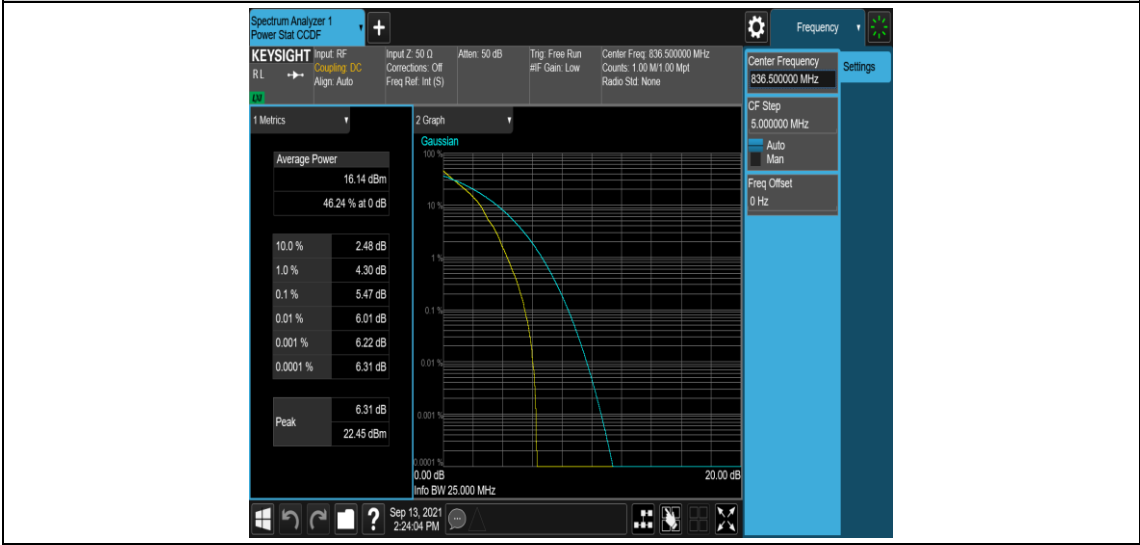 Spectrum Analyzer 1
Power Stat CCDF
+
Frequency
KEYSIGHT
RL
LM
Input: RF
Coupling: DC
Align: Auto
Input Z: 50 Ω
Corrections: Off
Freq Ref: Int (S)
Atten: 50 dB
Trig: Free Run
#IF Gain: Low
Center Freq: 836.500000 MHz
Counts: 1.00 M/1.00 Mpt
Radio Std: None
Center Frequency
836.500000 MHz
Settings
CF Step
5.000000 MHz
Auto
Man
Freq Offset
0 Hz
1 Metrics
Average Power
16.14 dBm
46.24 % at 0 dB
10.0 % 2.48 dB
1.0 % 4.30 dB
0.1 % 5.47 dB
0.01 % 6.01 dB
0.001 % 6.22 dB
0.0001 % 6.31 dB
Peak
6.31 dB
22.45 dBm
2 Graph
Gaussian
100 %
10 %
1 %
0.1 %
0.01 %
0.001 %
0.0001 %
0.00 dB 20.00 dB
Info BW 25.000 MHz
?
Sep 13, 2021
2:24:04 PM